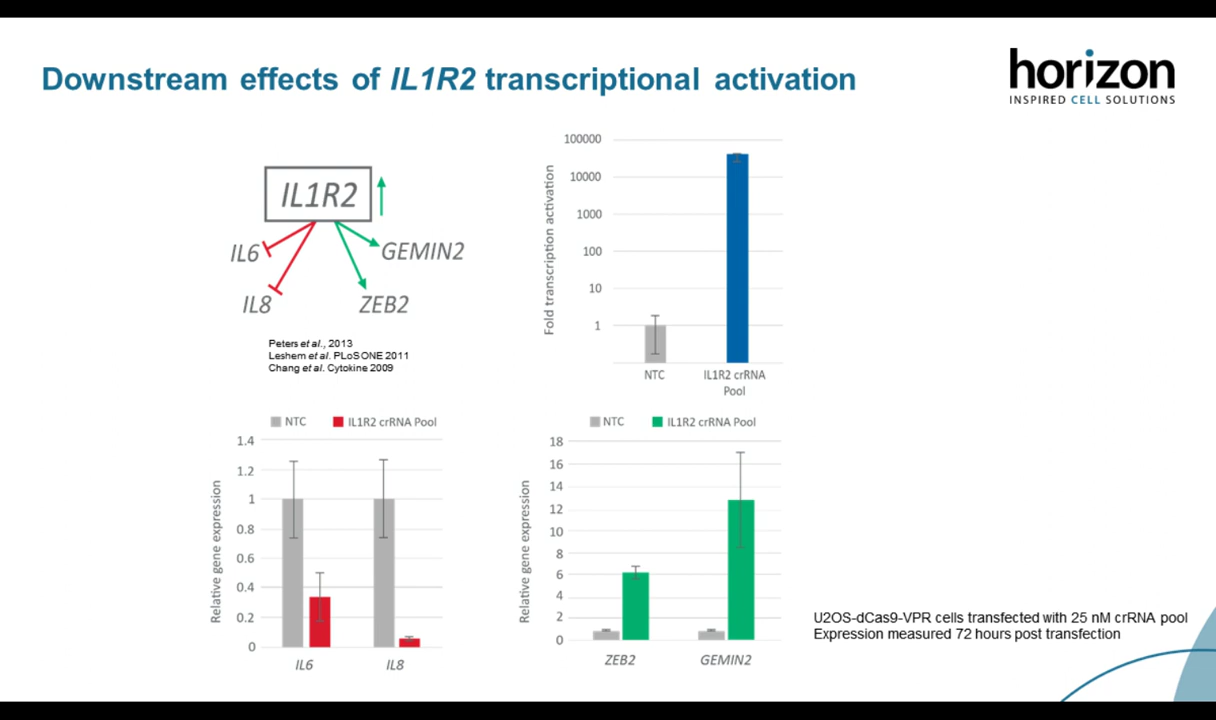 Downstream effects of IL1R2 transcriptional activation
horizon
INSPIRED CELL SOLUTIONS
IL1R2
IL6
GEMIN2
IL8
ZEB2
Peters et al., 2013
Leshem et al. PLoSONE 2011
Chang et al. Cytokine 2009
Fold transcription activation
100000
10000
1000
100
10
1
NTC
IL1R2 crRNA
Pool
NTC
IL1R2 crRNA Pool
Relative gene expression
1.4
1.2
1
0.8
0.6
0.4
0.2
0
IL6
IL8
NTC
IL1R2 crRNA Pool
Relative gene expression
18
16
14
12
10
8
6
4
2
0
ZEB2
GEMIN2
U2OS-dCas9-VPR cells transfected with 25 nM crRNA pool
Expression measured 72 hours post transfection